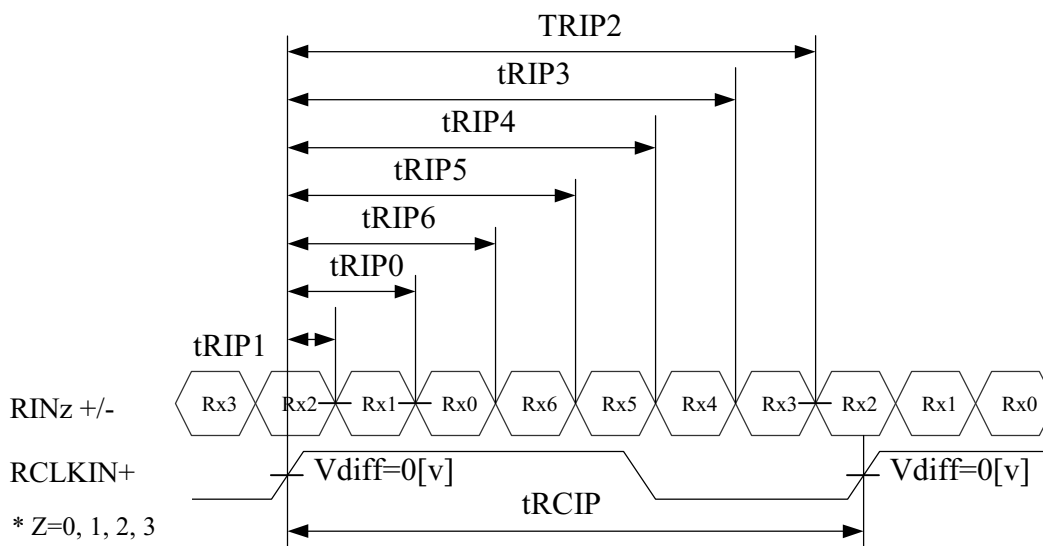 TRIP2
tRIP3
tRIP4
tRIP5
tRIP6
tRIP0
tRIP1
RINz +/- Rx3 Rx2 Rx1 Rx0 Rx6 Rx5 Rx4 Rx3 Rx2 Rx1 Rx0
RCLKIN+ Vdiff=0[v] Vdiff=0[v]
tRCIP
* Z=0, 1, 2, 3